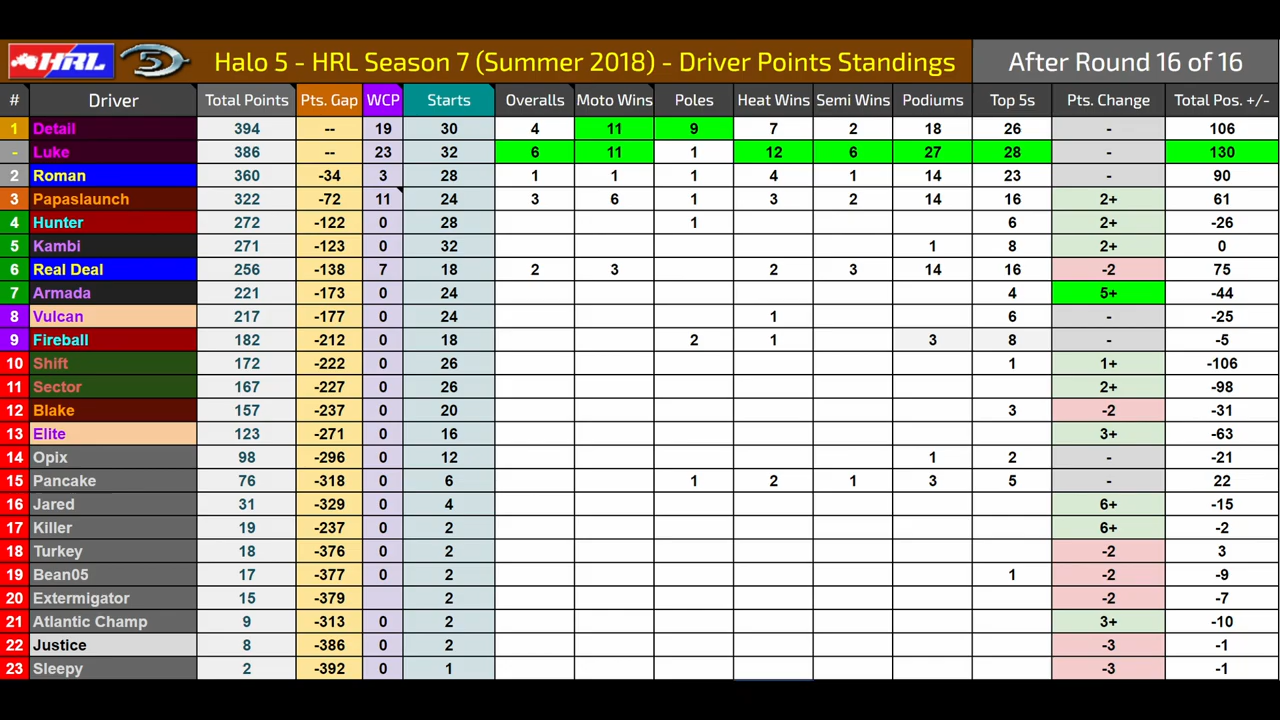 HRL Halo 5 - HRL Season 7 (Summer 2018) - Driver Points Standings After Round 16 of 16
# Driver Total Points Pts. Gap WCP Starts Overalls Moto Wins Poles Heat Wins Semi Wins Podiums Top 5s Pts. Change Total Pos. +/-
1 Detail 394 -- 19 30 4 11 9 7 2 18 26 - 106
- Luke 386 -- 23 32 6 11 1 12 6 27 28 - 130
2 Roman 360 -34 3 28 1 1 1 4 1 14 23 - 90
3 Papaslaunch 322 -72 11 24 3 6 1 3 2 14 16 2+ 61
4 Hunter 272 -122 0 28 1 6 2+ -26
5 Kambi 271 -123 0 32 1 8 2+ 0
6 Real Deal 256 -138 7 18 2 3 2 3 14 16 -2 75
7 Armada 221 -173 0 24 4 5+ -44
8 Vulcan 217 -177 0 24 1 6 - -25
9 Fireball 182 -212 0 18 2 1 3 8 - -5
10 Shift 172 -222 0 26 1 1+ -106
11 Sector 167 -227 0 26 2+ -98
12 Blake 157 -237 0 20 3 -2 -31
13 Elite 123 -271 0 16 3+ -63
14 Opix 98 -296 0 12 1 2 - -21
15 Pancake 76 -318 0 6 1 2 1 3 5 - 22
16 Jared 31 -329 0 4 6+ -15
17 Killer 19 -237 0 2 6+ -2
18 Turkey 18 -376 0 2 -2 3
19 Bean05 17 -377 0 2 1 -2 -9
20 Extermigator 15 -379 2 -2 -7
21 Atlantic Champ 9 -313 0 2 3+ -10
22 Justice 8 -386 0 2 -3 -1
23 Sleepy 2 -392 0 1 -3 -1